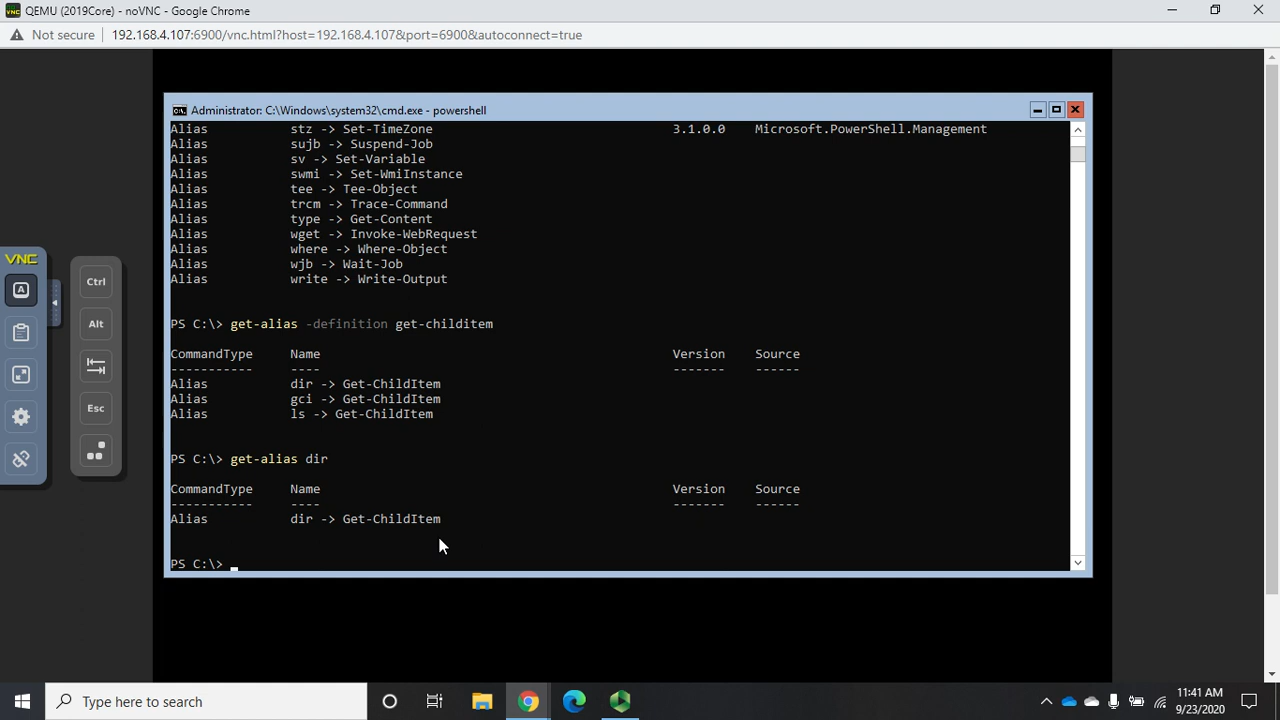 QEMU (2019Core) - noVNC - Google Chrome
Not secure 192.168.4.107:6900/vnc.html?host=192.168.4.107&port=6900&autoconnect=true
Administrator: C:\Windows\system32\cmd.exe - powershell
Alias stz -> Set-TimeZone 3.1.0.0 Microsoft.PowerShell.Management
Alias sujb -> Suspend-Job
Alias sv -> Set-Variable
Alias swmi -> Set-WmiInstance
Alias tee -> Tee-Object
Alias trcm -> Trace-Command
Alias type -> Get-Content
Alias wget -> Invoke-WebRequest
Alias where -> Where-Object
Alias wjb -> Wait-Job
Alias write -> Write-Output
PS C:\> get-alias -definition get-childitem
CommandType Name Version Source
----------- ---- ------- ------
Alias dir -> Get-ChildItem
Alias gci -> Get-ChildItem
Alias ls -> Get-ChildItem
PS C:\> get-alias dir
CommandType Name Version Source
----------- ---- ------- ------
Alias dir -> Get-ChildItem
PS C:\> _
VNC
A
Ctrl
Alt
Esc
Type here to search
11:41 AM
9/23/2020